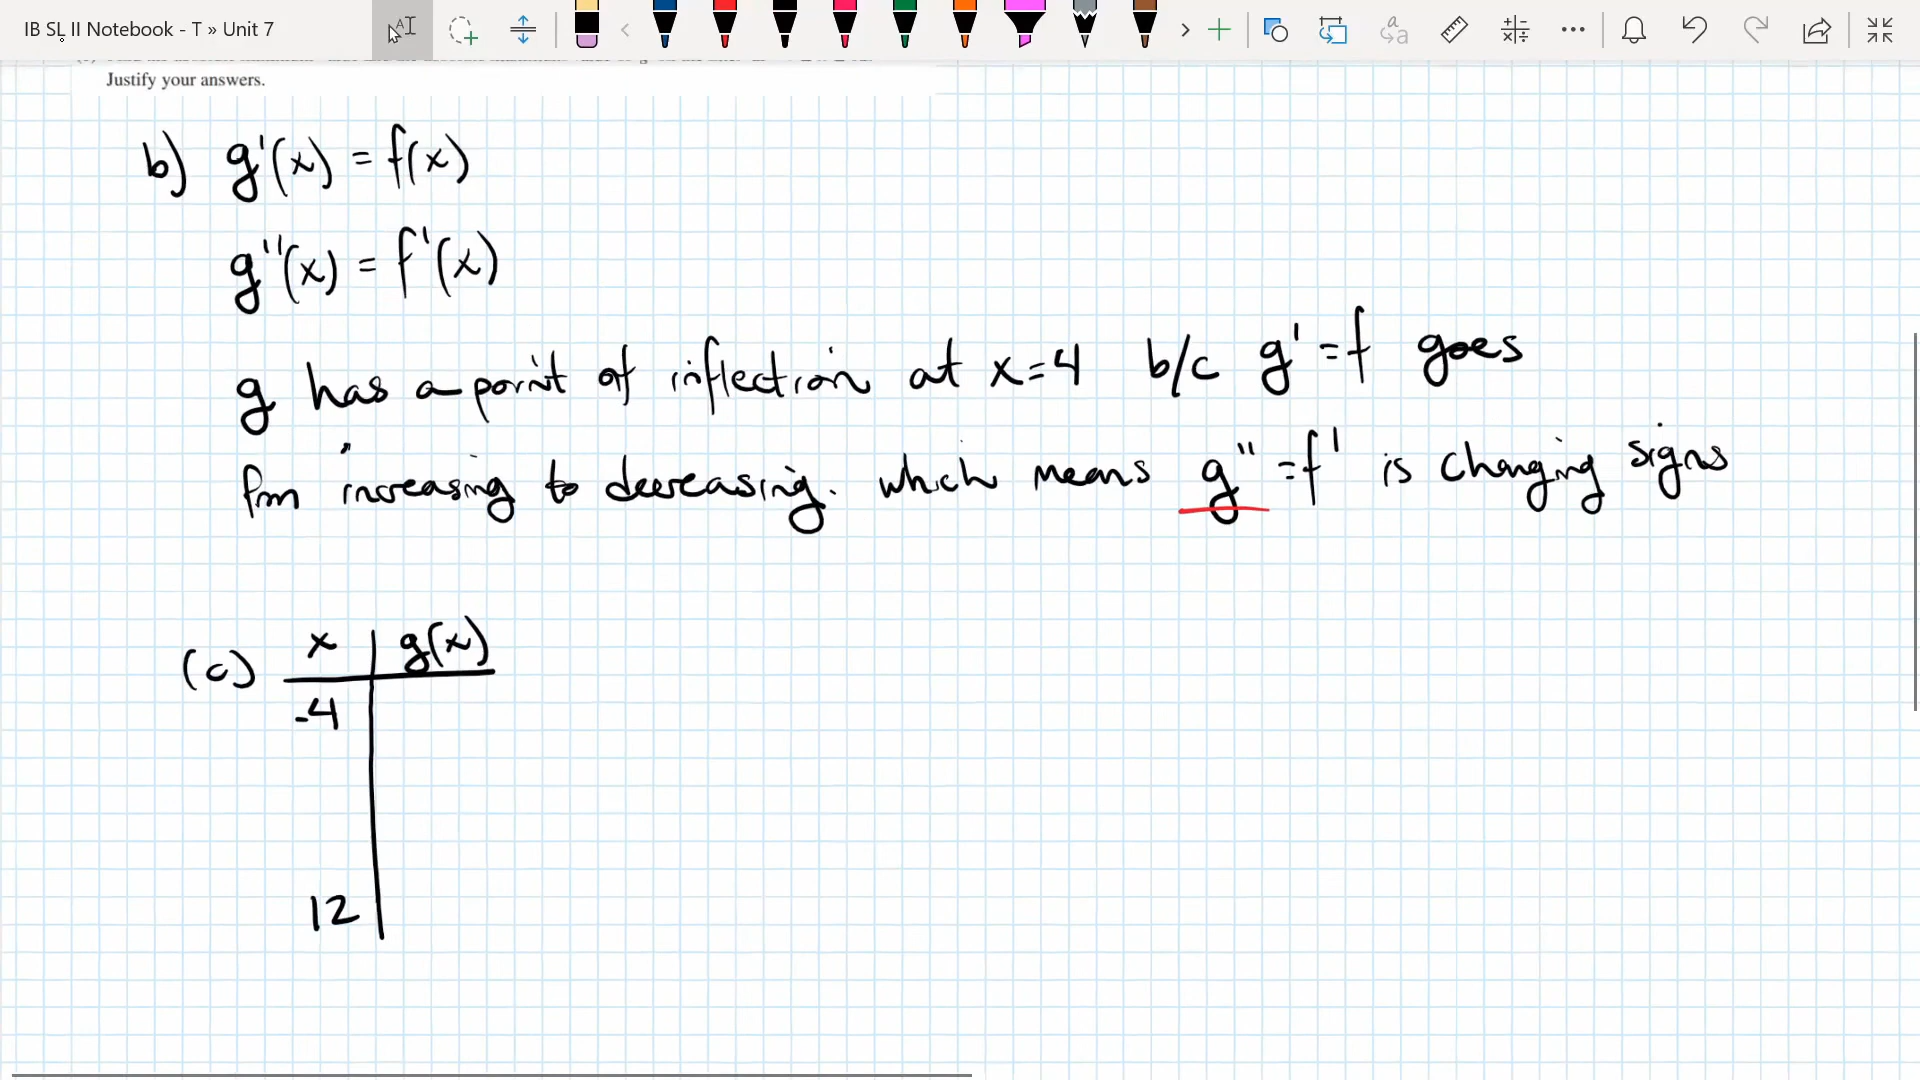 IB SL II Notebook - T » Unit 7
Justify your answers.
b) g'(x) = f(x)
g''(x) = f'(x)
g has a point of inflection at x=4 b/c g'=f goes
from increasing to decreasing. which means g''=f' is changing signs
(c) x | g(x)
-4
12